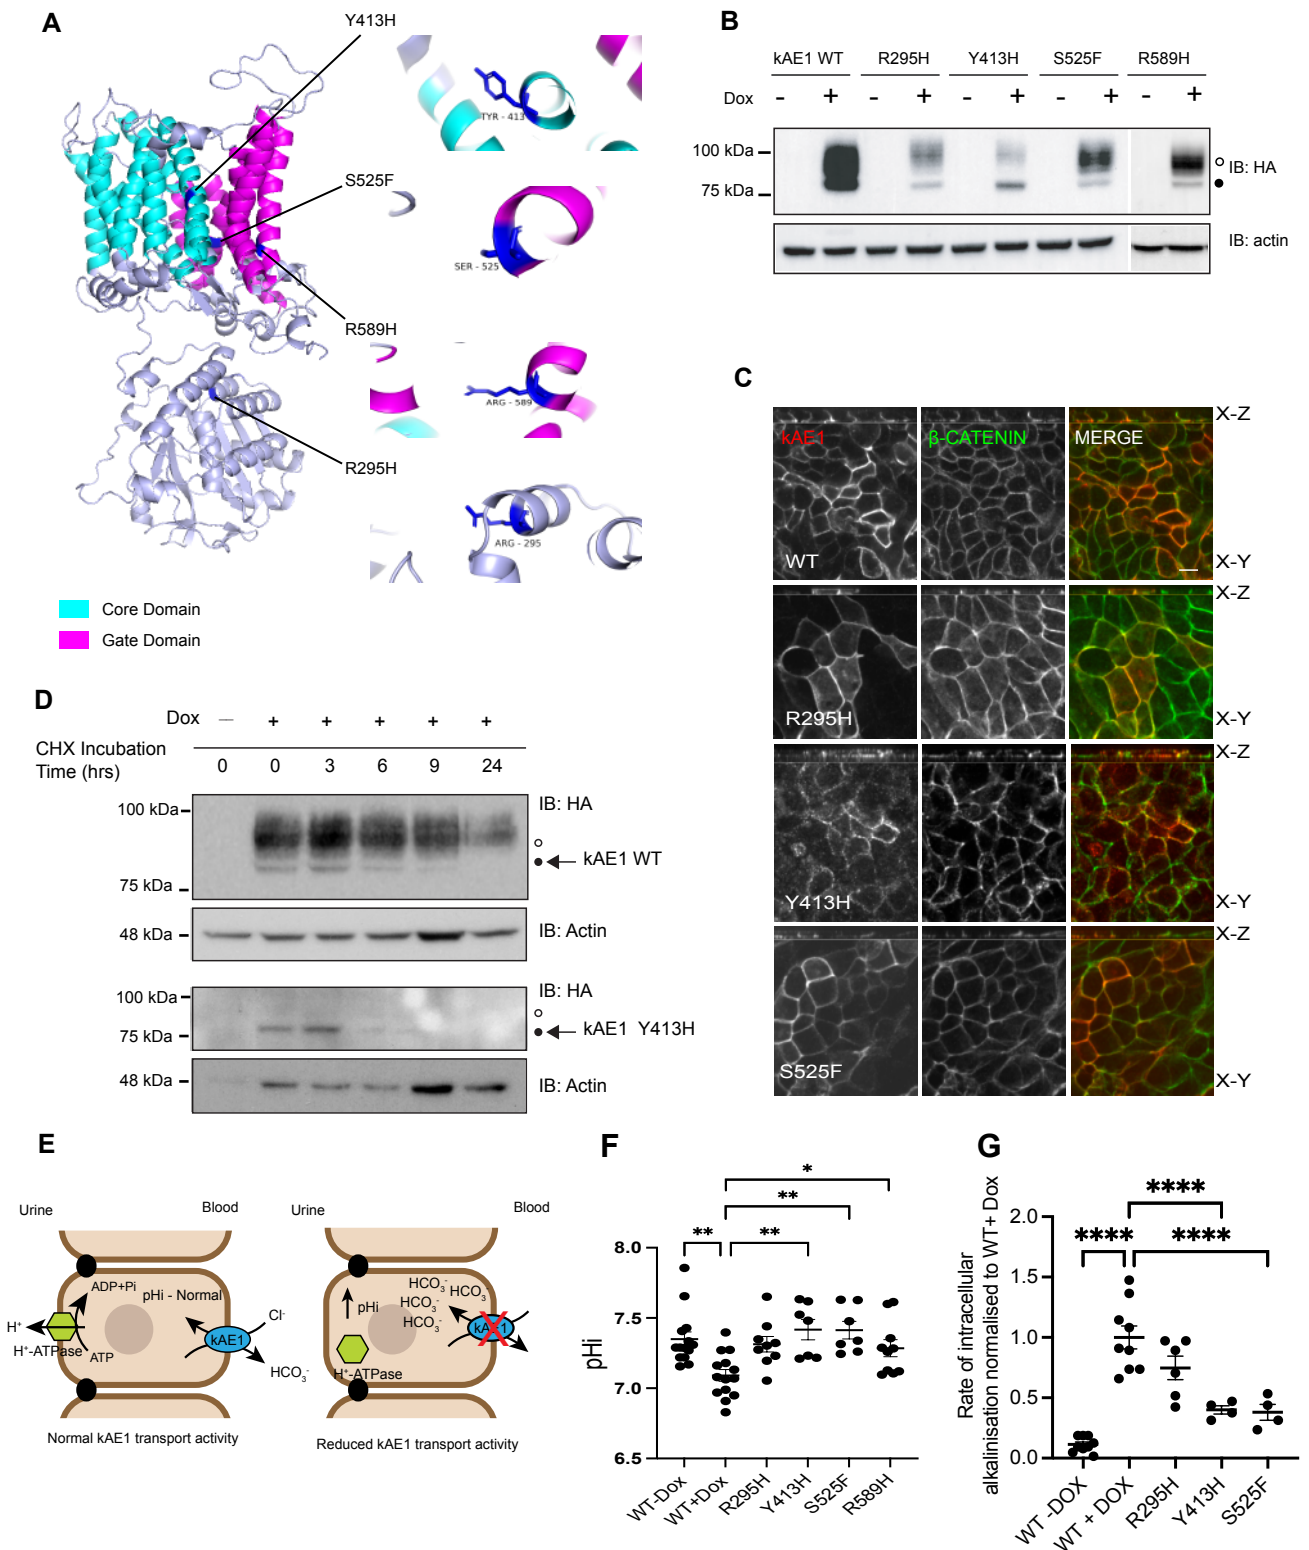 A
Y413H
TYR - 413
S525F
SER - 525
R589H
ARG - 589
R295H
ARG - 295
Core Domain
Gate Domain
B
kAE1 WT R295H Y413H S525F R589H
Dox - + - + - + - + - +
100 kDa
75 kDa
IB: HA
IB: actin
C
kAE1 β-CATENIN MERGE
X-Z
WT
X-Y
X-Z
R295H
X-Y
X-Z
Y413H
X-Y
X-Z
S525F
X-Y
D
Dox — + + + + +
CHX Incubation
Time (hrs) 0 0 3 6 9 24
100 kDa
IB: HA
kAE1 WT
75 kDa
48 kDa
IB: Actin
IB: HA
100 kDa
kAE1 Y413H
75 kDa
48 kDa
IB: Actin
E
Urine Blood
ADP+Pi pHi - Normal
H⁺
H⁺-ATPase
ATP
kAE1
Cl⁻
HCO₃⁻
Normal kAE1 transport activity
Urine Blood
HCO₃⁻
HCO₃⁻
HCO₃⁻
HCO₃⁻
pHi
kAE1
H⁺-ATPase
Reduced kAE1 transport activity
F
*
**
** **
pHi
8.0
7.5
7.0
6.5
WT-Dox WT+Dox R295H Y413H S525F R589H
G
****
**** ****
Rate of intracellular
alkalinisation normalised to WT+ Dox
2.0
1.5
1.0
0.5
0.0
WT -DOX WT + DOX R295H Y413H S525F